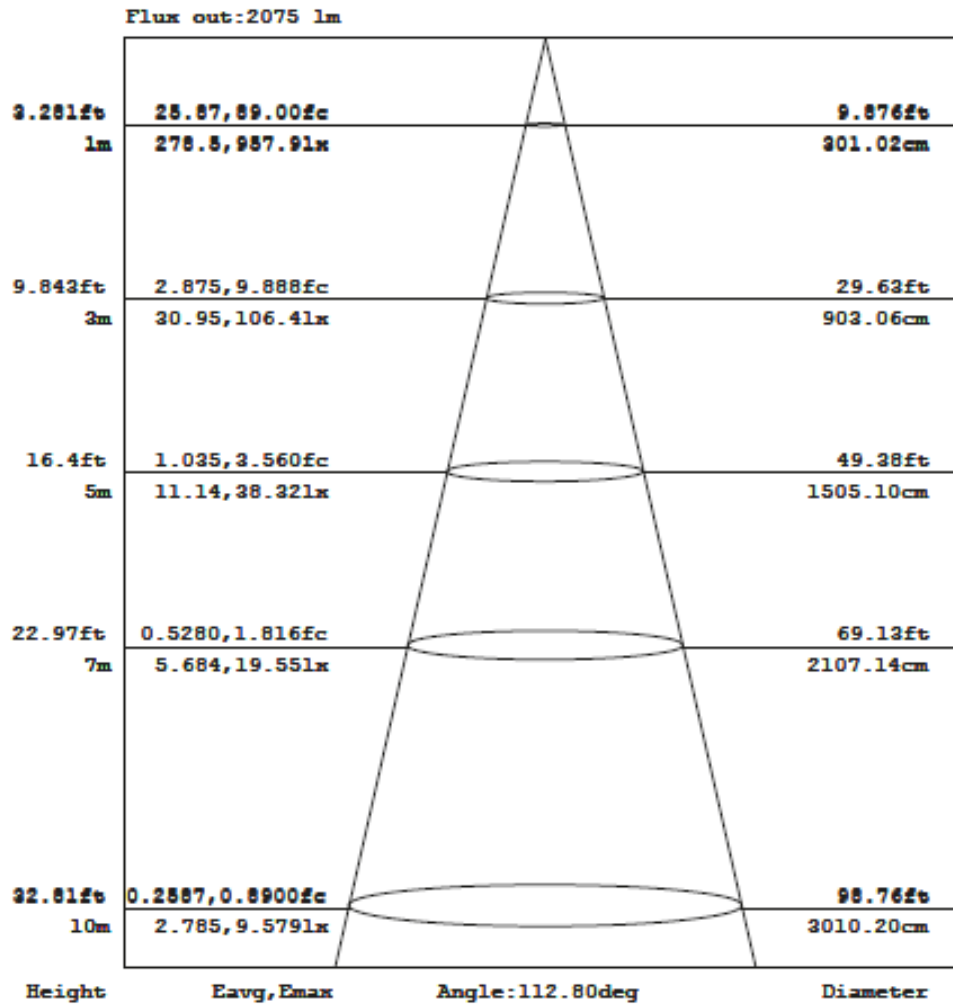 Flux out:2075 lm
3.281ft 25.87,89.00fc 9.876ft
1m 278.5,957.9lx 301.02cm
9.843ft 2.875,9.888fc 29.63ft
3m 30.95,106.4lx 903.06cm
16.4ft 1.035,3.560fc 49.38ft
5m 11.14,38.32lx 1505.10cm
22.97ft 0.5280,1.816fc 69.13ft
7m 5.684,19.55lx 2107.14cm
32.81ft 0.2587,0.8900fc 98.76ft
10m 2.785,9.579lx 3010.20cm
Height Eavg,Emax Angle:112.80deg Diameter